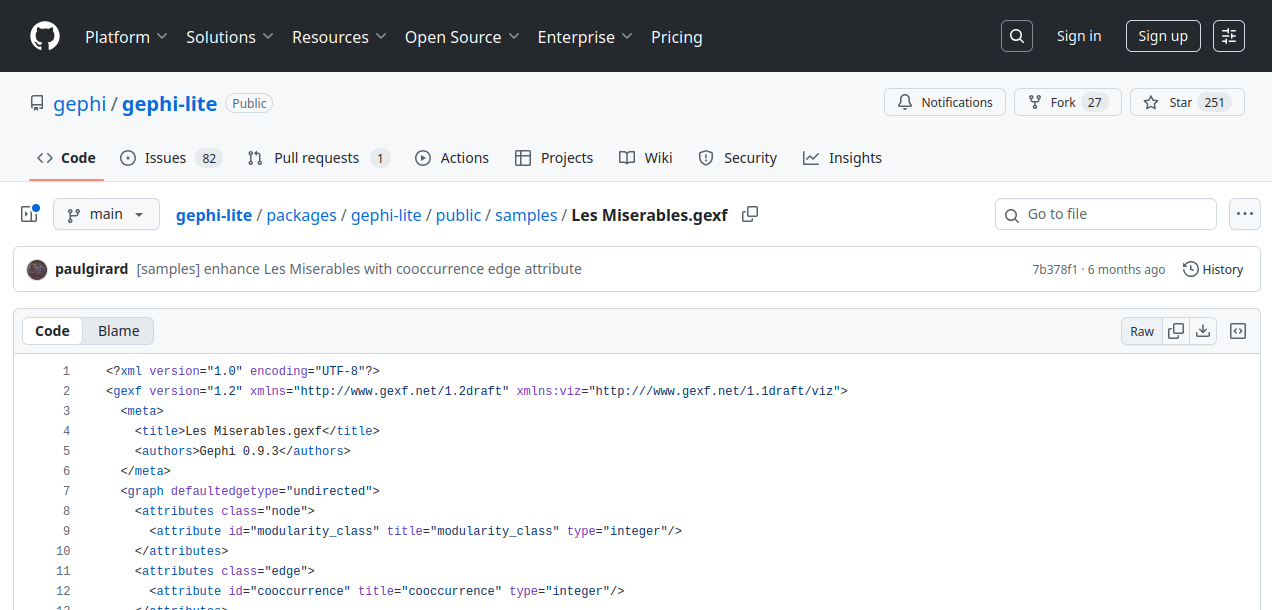 Platform Solutions Resources Open Source Enterprise Pricing Sign in Sign up
gephi / gephi-lite Public Notifications Fork 27 Star 251
Code Issues 82 Pull requests 1 Actions Projects Wiki Security Insights
main gephi-lite / packages / gephi-lite / public / samples / Les Miserables.gexf Go to file
paulgirard [samples] enhance Les Miserables with cooccurrence edge attribute 7b378f1 · 6 months ago History
Code Blame Raw
1 <?xml version="1.0" encoding="UTF-8"?>
2 <gexf version="1.2" xmlns="http://www.gexf.net/1.2draft" xmlns:viz="http:///www.gexf.net/1.1draft/viz">
3 <meta>
4 <title>Les Miserables.gexf</title>
5 <authors>Gephi 0.9.3</authors>
6 </meta>
7 <graph defaultedgetype="undirected">
8 <attributes class="node">
9 <attribute id="modularity_class" title="modularity_class" type="integer"/>
10 </attributes>
11 <attributes class="edge">
12 <attribute id="cooccurrence" title="cooccurrence" type="integer"/>
13 </attributes>